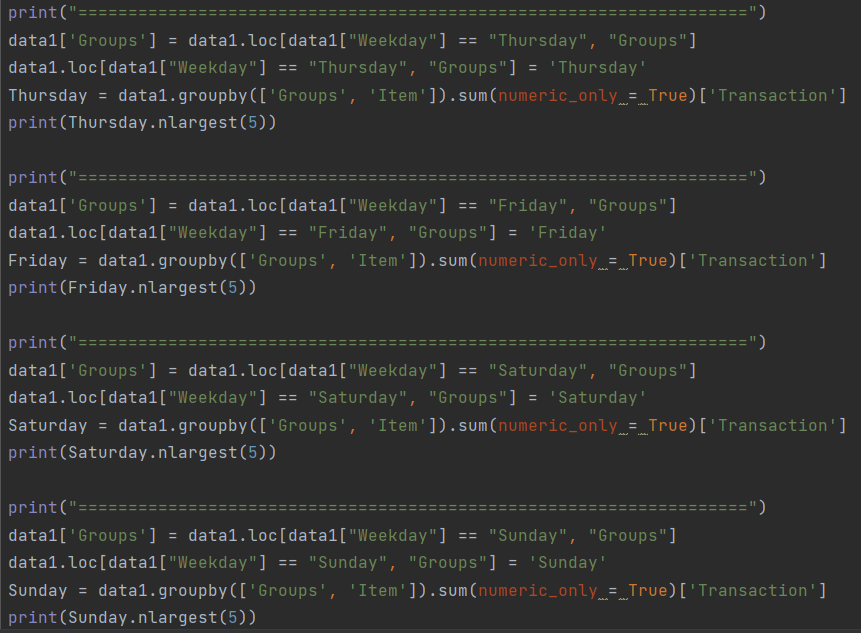 print("===================================================================")
data1['Groups'] = data1.loc[data1["Weekday"] == "Thursday", "Groups"]
data1.loc[data1["Weekday"] == "Thursday", "Groups"] = 'Thursday'
Thursday = data1.groupby(['Groups', 'Item']).sum(numeric_only = True)['Transaction']
print(Thursday.nlargest(5))
print("===================================================================")
data1['Groups'] = data1.loc[data1["Weekday"] == "Friday", "Groups"]
data1.loc[data1["Weekday"] == "Friday", "Groups"] = 'Friday'
Friday = data1.groupby(['Groups', 'Item']).sum(numeric_only = True)['Transaction']
print(Friday.nlargest(5))
print("===================================================================")
data1['Groups'] = data1.loc[data1["Weekday"] == "Saturday", "Groups"]
data1.loc[data1["Weekday"] == "Saturday", "Groups"] = 'Saturday'
Saturday = data1.groupby(['Groups', 'Item']).sum(numeric_only = True)['Transaction']
print(Saturday.nlargest(5))
print("===================================================================")
data1['Groups'] = data1.loc[data1["Weekday"] == "Sunday", "Groups"]
data1.loc[data1["Weekday"] == "Sunday", "Groups"] = 'Sunday'
Sunday = data1.groupby(['Groups', 'Item']).sum(numeric_only = True)['Transaction']
print(Sunday.nlargest(5))